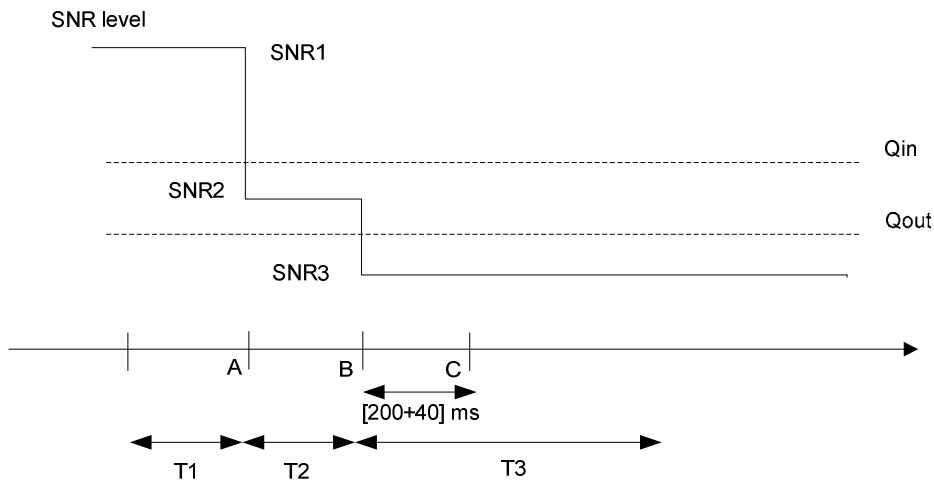 SNR level
SNR1
Qin
SNR2
Qout
SNR3
A
B
C
[200+40] ms
T1
T2
T3